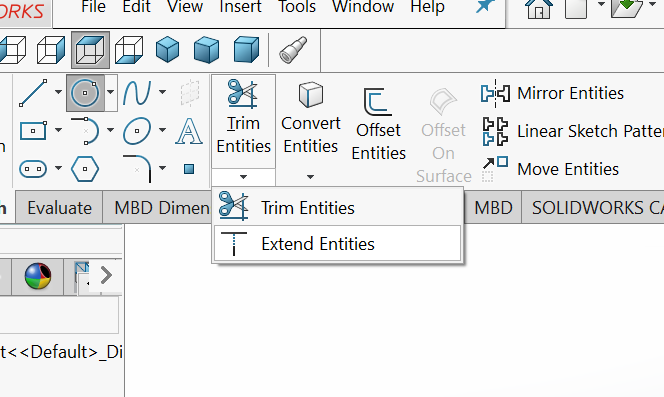 ORKS
File Edit View Insert Tools Window Help
Trim Entities
Convert Entities
Offset Entities
Offset On Surface
Mirror Entities
Linear Sketch Patte
Move Entities
h Evaluate MBD Dimen MBD SOLIDWORKS CA
Trim Entities
Extend Entities
t<<Default>_Di